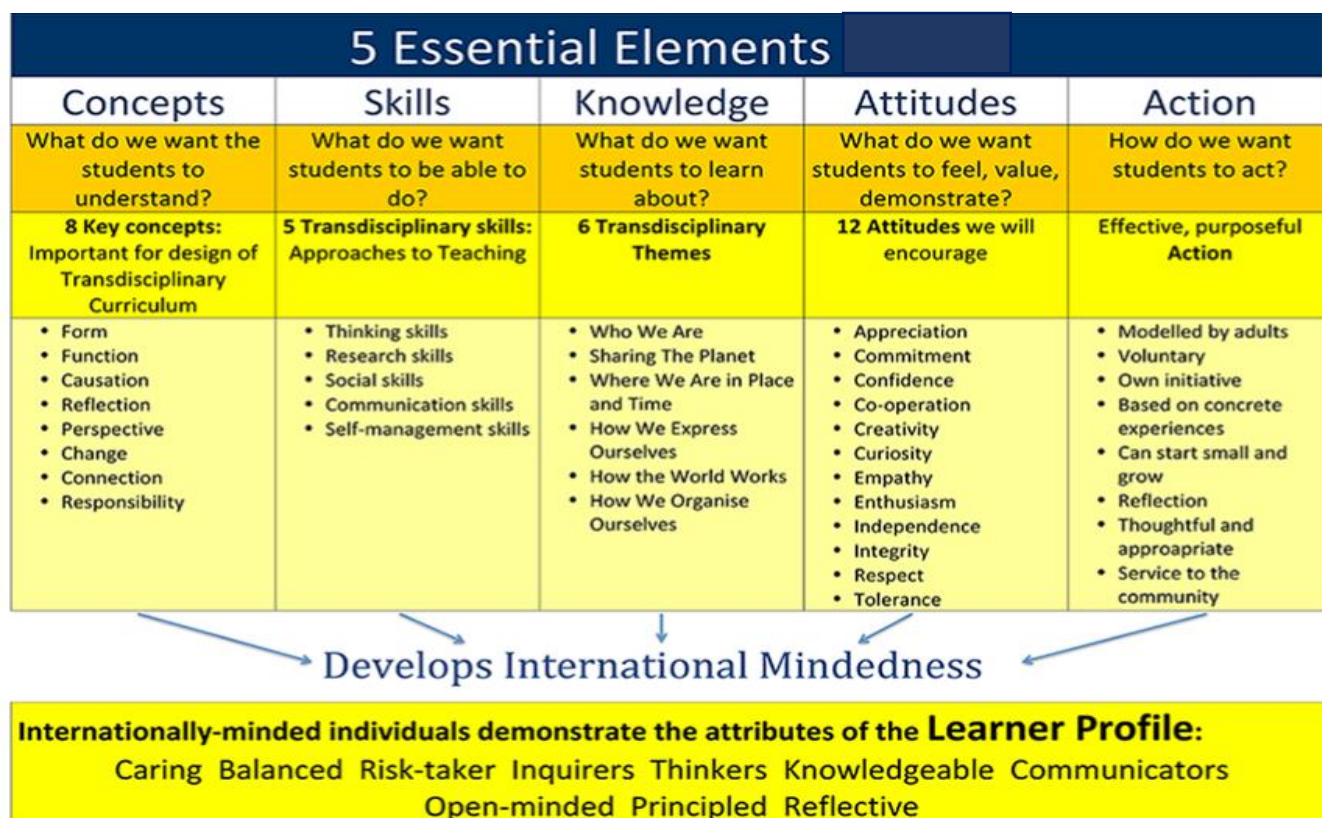 5 Essential Elements
Concepts
What do we want the
students to
understand?
8 Key concepts:
Important for design of
Transdisciplinary
Curriculum
• Form
• Function
• Causation
• Reflection
• Perspective
• Change
• Connection
• Responsibility
Skills
What do we want
students to be able to
do?
5 Transdisciplinary skills:
Approaches to Teaching
• Thinking skills
• Research skills
• Social skills
• Communication skills
• Self-management skills
Knowledge
What do we want
students to learn
about?
6 Transdisciplinary
Themes
• Who We Are
• Sharing The Planet
• Where We Are in Place
and Time
• How We Express
Ourselves
• How the World Works
• How We Organise
Ourselves
Attitudes
What do we want
students to feel, value,
demonstrate?
12 Attitudes we will
encourage
• Appreciation
• Commitment
• Confidence
• Co-operation
• Creativity
• Curiosity
• Empathy
• Enthusiasm
• Independence
• Integrity
• Respect
• Tolerance
Action
How do we want
students to act?
Effective, purposeful
Action
• Modelled by adults
• Voluntary
• Own initiative
• Based on concrete
experiences
• Can start small and
grow
• Reflection
• Thoughtful and
approapriate
• Service to the
community
Develops International Mindedness
Internationally-minded individuals demonstrate the attributes of the Learner Profile:
Caring Balanced Risk-taker Inquirers Thinkers Knowledgeable Communicators
Open-minded Principled Reflective